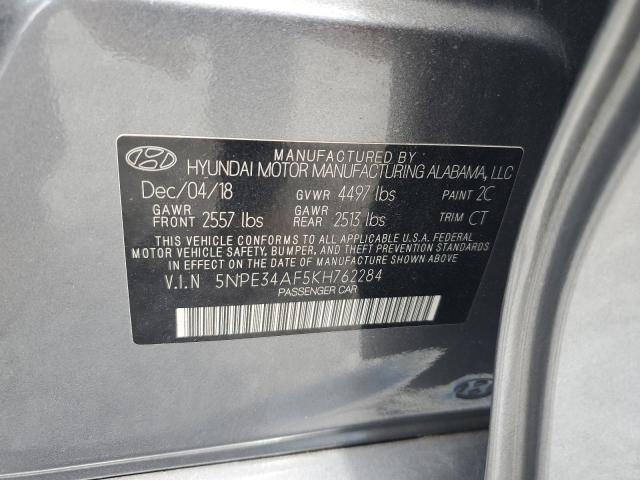 MANUFACTURED BY
HYUNDAI MOTOR MANUFACTURING ALABAMA, LLC
Dec/04/18 GVWR 4497 lbs PAINT 2C
GAWR FRONT 2557 lbs GAWR REAR 2513 lbs TRIM CT
THIS VEHICLE CONFORMS TO ALL APPLICABLE U.S.A. FEDERAL
MOTOR VEHICLE SAFETY, BUMPER, AND THEFT PREVENTION STANDARDS
IN EFFECT ON THE DATE OF MANUFACTURE SHOWN ABOVE.
V.I.N 5NPE34AF5KH762284
PASSENGER CAR